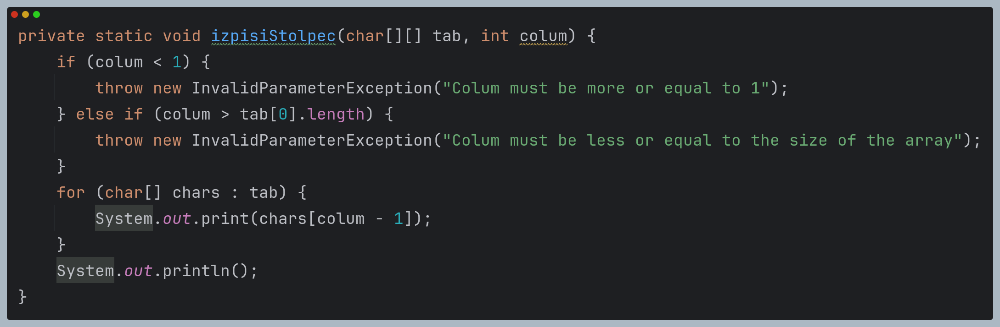 private static void izpisiStolpec(char[][] tab, int colum) {
    if (colum < 1) {
        throw new InvalidParameterException("Colum must be more or equal to 1");
    } else if (colum > tab[0].length) {
        throw new InvalidParameterException("Colum must be less or equal to the size of the array");
    }
    for (char[] chars : tab) {
        System.out.print(chars[colum - 1]);
    }
    System.out.println();
}